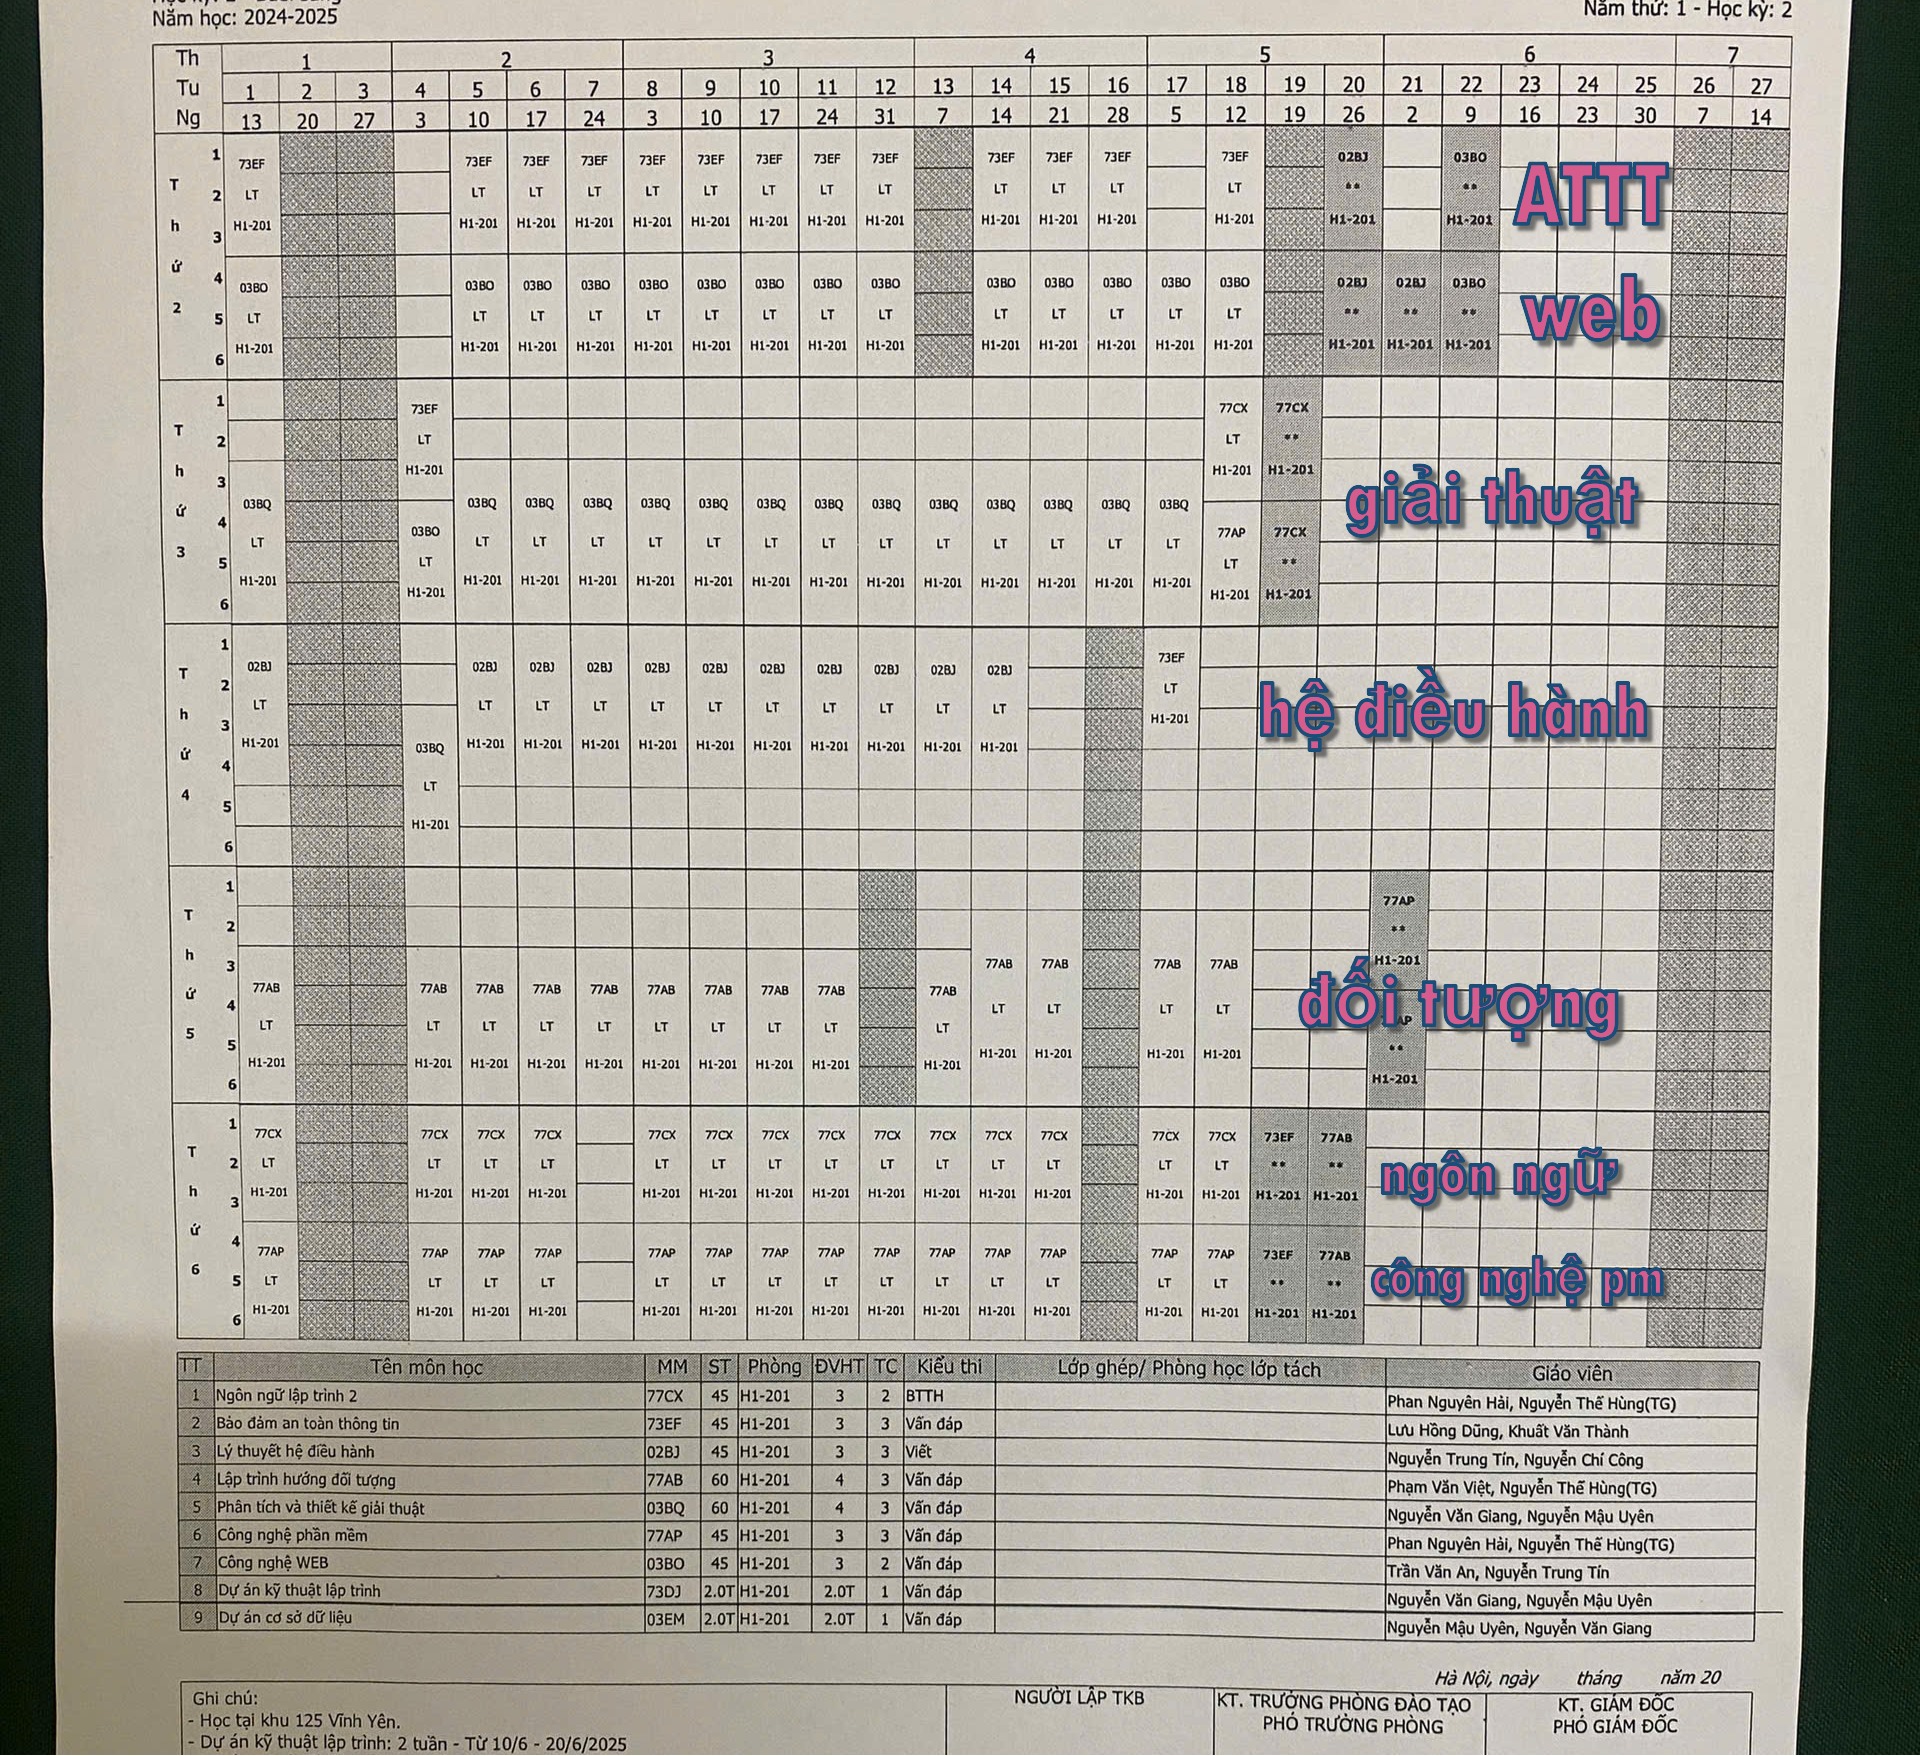 Năm học: 2024-2025
Năm thứ: 1 - Học kỳ: 2
Th 1 2 3 4 5 6 7
Tu 1 2 3 4 5 6 7 8 9 10 11 12 13 14 15 16 17 18 19 20 21 22 23 24 25 26 27
Ng 13 20 27 3 10 17 24 3 10 17 24 31 7 14 21 28 5 12 19 26 2 9 16 23 30 7 14
Thứ 2
1 73EF 73EF 73EF 73EF 73EF 73EF 73EF 73EF 73EF 73EF 73EF 73EF 73EF 02BJ 03BO
2 LT LT LT LT LT LT LT LT LT LT LT LT LT ** **
3 H1-201 H1-201 H1-201 H1-201 H1-201 H1-201 H1-201 H1-201 H1-201 H1-201 H1-201 H1-201 H1-201 H1-201 H1-201
ATTT
4 03BO 03BO 03BO 03BO 03BO 03BO 03BO 03BO 03BO 03BO 03BO 03BO 03BO 03BO 02BJ 02BJ 03BO
5 LT LT LT LT LT LT LT LT LT LT LT LT LT LT ** ** **
6 H1-201 H1-201 H1-201 H1-201 H1-201 H1-201 H1-201 H1-201 H1-201 H1-201 H1-201 H1-201 H1-201 H1-201 H1-201 H1-201 H1-201
web
Thứ 3
1 73EF 77CX 77CX
2 LT LT **
H1-201 H1-201 H1-201
3 03BQ 03BQ 03BQ 03BQ 03BQ 03BQ 03BQ 03BQ 03BQ 03BQ 03BQ 03BQ 03BQ 03BQ
giải thuật
4 03BO 77AP 77CX
LT LT LT LT LT LT LT LT LT LT LT LT LT LT
5 LT LT **
H1-201 H1-201 H1-201 H1-201 H1-201 H1-201 H1-201 H1-201 H1-201 H1-201 H1-201 H1-201 H1-201 H1-201
6 H1-201 H1-201 H1-201
Thứ 4
1 02BJ 02BJ 02BJ 02BJ 02BJ 02BJ 02BJ 02BJ 02BJ 02BJ 02BJ 73EF
2 LT LT LT LT LT LT LT LT LT LT LT LT
3 H1-201 H1-201 H1-201 H1-201 H1-201 H1-201 H1-201 H1-201 H1-201 H1-201 H1-201 H1-201
hệ điều hành
4 03BQ
5 LT
6 H1-201
Thứ 5
1 77AP
2 **
3 H1-201
77AB 77AB 77AB 77AB 77AB 77AB 77AB 77AB 77AB 77AB 77AB 77AB 77AB 77AB
4 LT LT LT LT LT LT LT LT LT LT LT LT LT LT
đối tượng
5 **
6 H1-201 H1-201 H1-201 H1-201 H1-201 H1-201 H1-201 H1-201 H1-201 H1-201 H1-201 H1-201 H1-201 H1-201 H1-201
Thứ 6
1 77CX 77CX 77CX 77CX 77CX 77CX 77CX 77CX 77CX 77CX 77CX 77CX 77CX 77CX 73EF 77AB
2 LT LT LT LT LT LT LT LT LT LT LT LT LT LT ** **
3 H1-201 H1-201 H1-201 H1-201 H1-201 H1-201 H1-201 H1-201 H1-201 H1-201 H1-201 H1-201 H1-201 H1-201 H1-201 H1-201
ngôn ngữ
4 77AP 77AP 77AP 77AP 77AP 77AP 77AP 77AP 77AP 77AP 77AP 77AP 77AP 77AP 73EF 77AB
5 LT LT LT LT LT LT LT LT LT LT LT LT LT LT ** **
6 H1-201 H1-201 H1-201 H1-201 H1-201 H1-201 H1-201 H1-201 H1-201 H1-201 H1-201 H1-201 H1-201 H1-201 H1-201 H1-201
công nghệ pm
TT Tên môn học MM ST Phòng ĐVHT TC Kiểu thi Lớp ghép/ Phòng học lớp tách Giáo viên
1 Ngôn ngữ lập trình 2 77CX 45 H1-201 3 2 BTTH Phan Nguyên Hải, Nguyễn Thế Hùng(TG)
2 Bảo đảm an toàn thông tin 73EF 45 H1-201 3 3 Vấn đáp Lưu Hồng Dũng, Khuất Văn Thành
3 Lý thuyết hệ điều hành 02BJ 45 H1-201 3 3 Viết Nguyễn Trung Tín, Nguyễn Chí Công
4 Lập trình hướng đối tượng 77AB 60 H1-201 4 3 Vấn đáp Phạm Văn Việt, Nguyễn Thế Hùng(TG)
5 Phân tích và thiết kế giải thuật 03BQ 60 H1-201 4 3 Vấn đáp Nguyễn Văn Giang, Nguyễn Mậu Uyên
6 Công nghệ phần mềm 77AP 45 H1-201 3 3 Vấn đáp Phan Nguyên Hải, Nguyễn Thế Hùng(TG)
7 Công nghệ WEB 03BO 45 H1-201 3 2 Vấn đáp Trần Văn An, Nguyễn Trung Tín
8 Dự án kỹ thuật lập trình 73DJ 2.0T H1-201 2.0T 1 Vấn đáp Nguyễn Văn Giang, Nguyễn Mậu Uyên
9 Dự án cơ sở dữ liệu 03EM 2.0T H1-201 2.0T 1 Vấn đáp Nguyễn Mậu Uyên, Nguyễn Văn Giang
Hà Nội, ngày tháng năm 20
Ghi chú:
- Học tại khu 125 Vĩnh Yên.
- Dự án kỹ thuật lập trình: 2 tuần - Từ 10/6 - 20/6/2025
NGƯỜI LẬP TKB
KT. TRƯỞNG PHÒNG ĐÀO TẠO
PHÓ TRƯỞNG PHÒNG
KT. GIÁM ĐỐC
PHÓ GIÁM ĐỐC